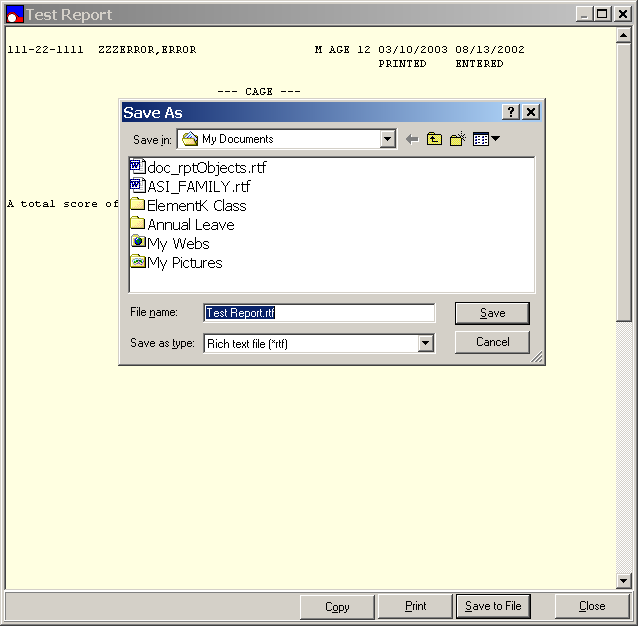 Test Report
111-22-1111 ZZZERROR,ERROR M AGE 12 03/10/2003 08/13/2002
PRINTED ENTERED
--- CAGE ---
Save As
Save in: My Documents
doc_rptObjects.rtf
ASI_FAMILY.rtf
A total score of
ElementK Class
Annual Leave
My Webs
My Pictures
File name: Test Report.rtf Save
Save as type: Rich text file (*rtf) Cancel
Copy Print Save to File Close